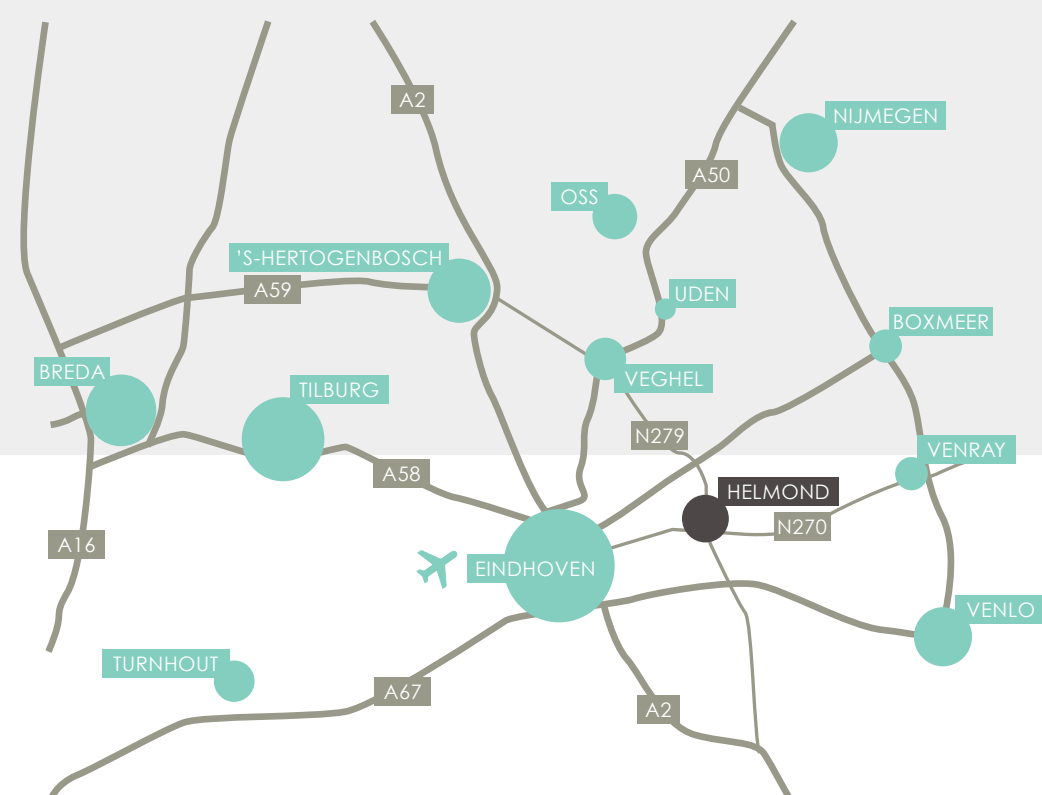 A2
NIJMEGEN
A50
OSS
'S-HERTOGENBOSCH
A59
UDEN
BOXMEER
BREDA
TILBURG
VEGHEL
N279
VENRAY
A58
HELMOND
N270
A16
EINDHOVEN
VENLO
TURNHOUT
A67
A2